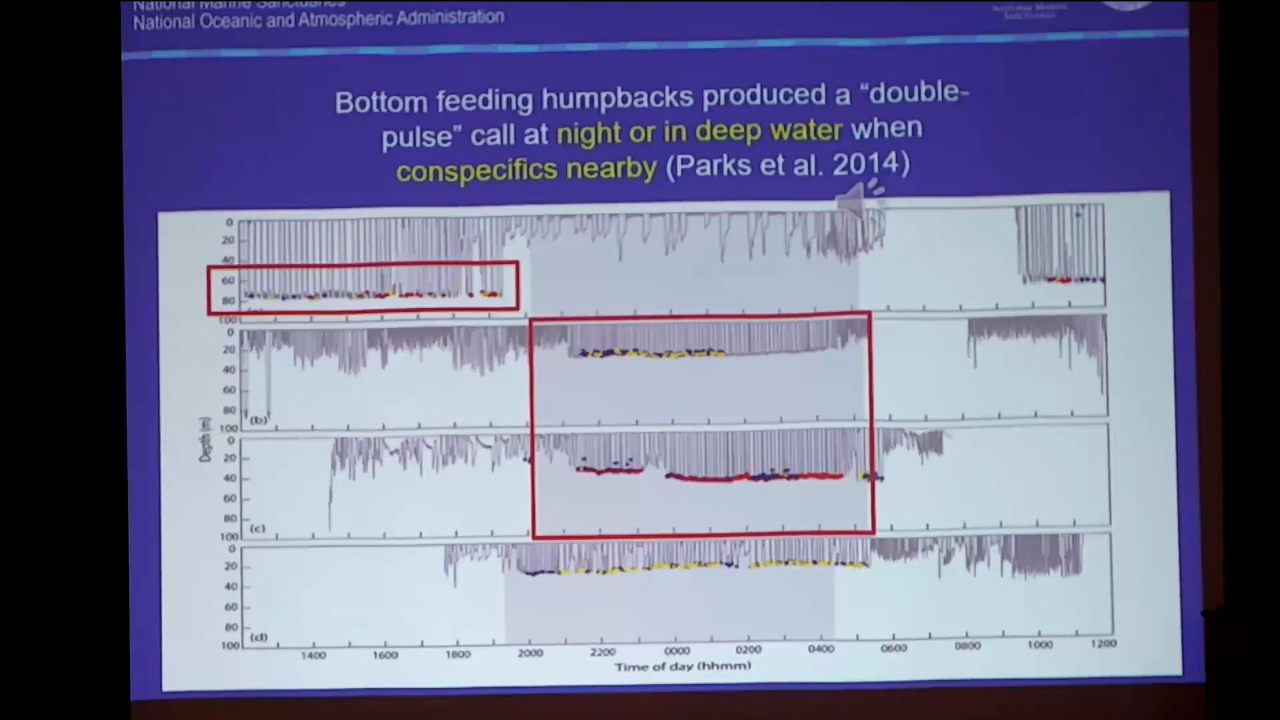 National Marine Sanctuaries
National Oceanic and Atmospheric Administration
Bottom feeding humpbacks produced a “double-
pulse” call at night or in deep water when
conspecifics nearby (Parks et al. 2014)
0
20
40
60
80
100
0
20
40
60
80
100
(b)
Depth (m)
0
20
40
60
80
100
(c)
0
20
40
60
80
100
(d)
1400 1600 1800 2000 2200 0000 0200 0400 0600 0800 1000 1200
Time of day (hhmm)